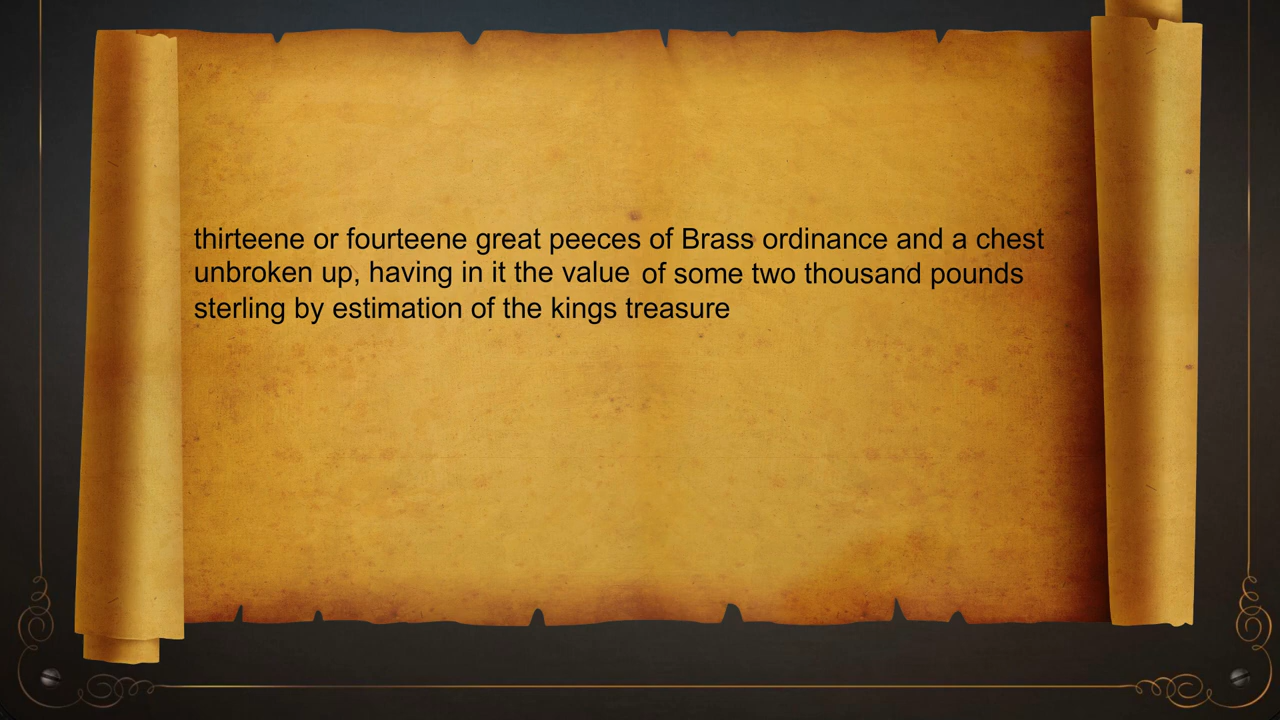 thirteene or fourteene great peeces of Brass ordinance and a chest
unbroken up, having in it the value of some two thousand pounds
sterling by estimation of the kings treasure